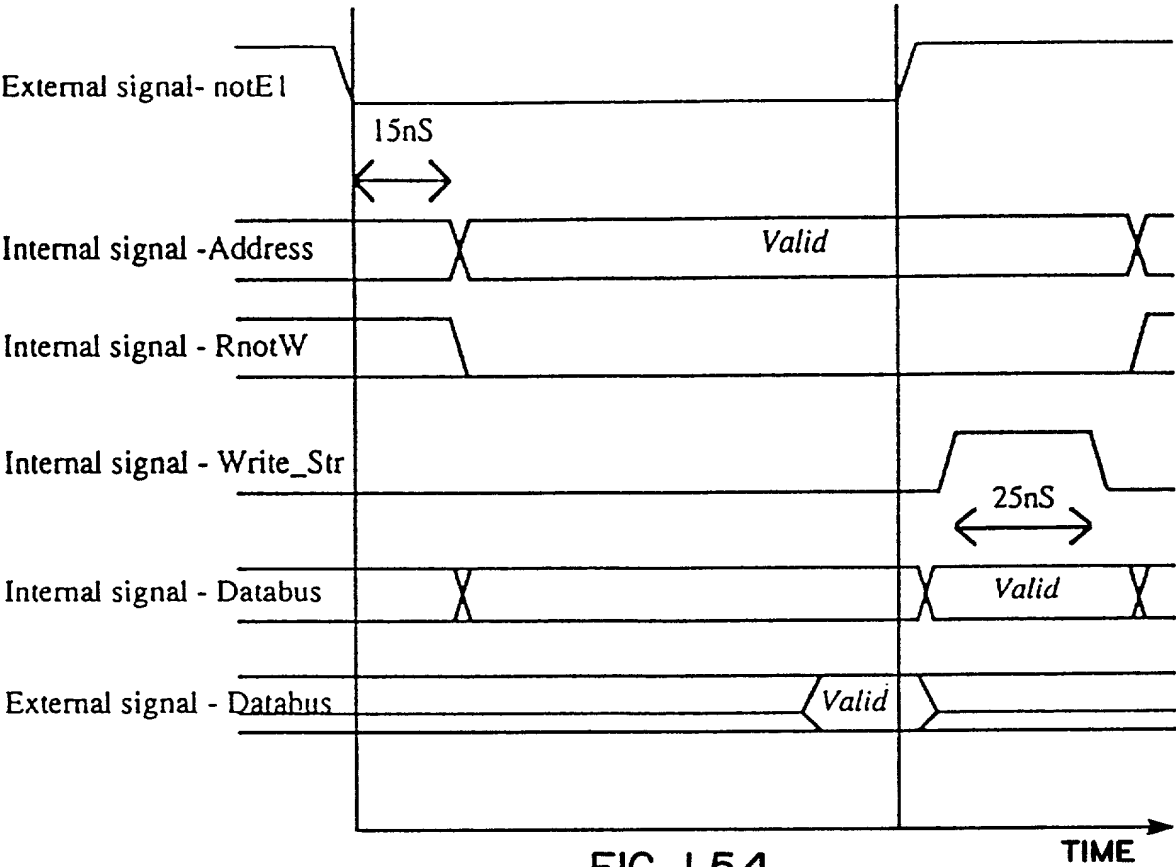 External signal- notE1
15nS
Internal signal -Address
Valid
Internal signal - RnotW
Internal signal - Write_Str
25nS
Internal signal - Databus
Valid
External signal - Databus
Valid
TIME